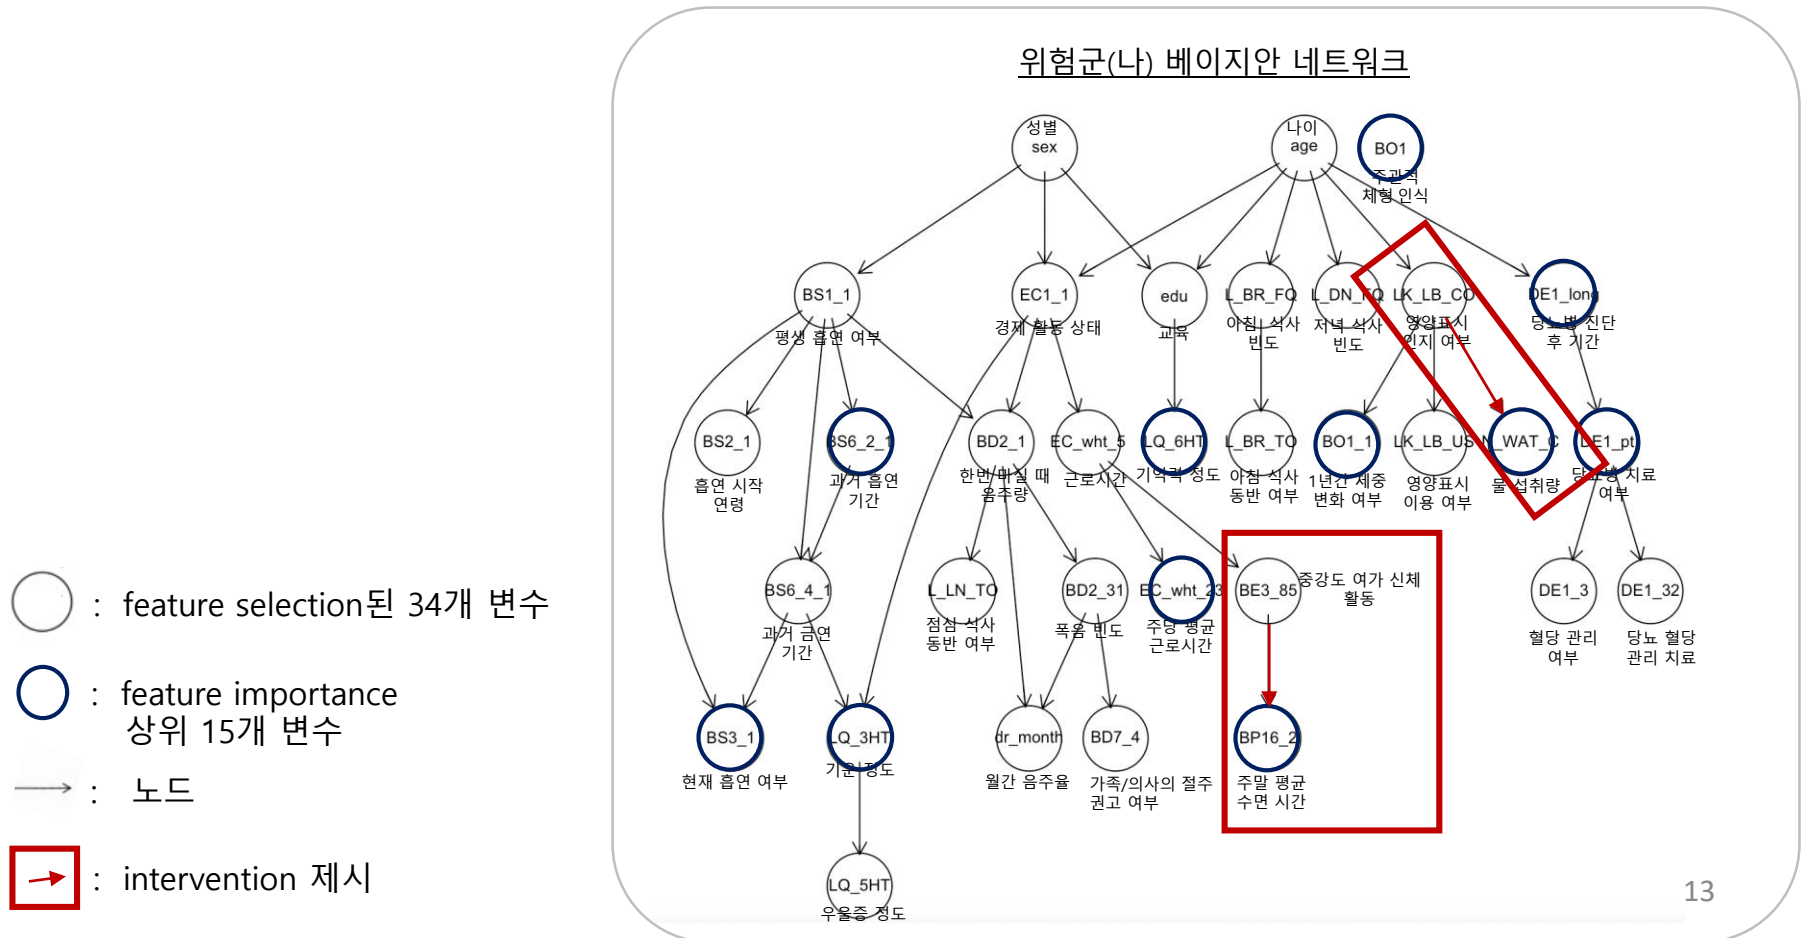 위험군(나) 베이지안 네트워크
성별
sex
나이
age
BO1
주관적
체형 인식
BS1_1
평생 흡연 여부
EC1_1
경제 활동 상태
edu
교육
L_BR_FQ
아침 식사
빈도
L_DN_FQ
저녁 식사
빈도
LK_LB_CO
영양표시
인지 여부
DE1_long
당뇨병 진단
후 기간
BS2_1
흡연 시작
연령
BS6_2_1
과거 흡연
기간
BD2_1
한번 마실 때
음주량
EC_wht_5
근로시간
LQ_6HT
기억력 정도
L_BR_TO
아침 식사
동반 여부
BO1_1
1년간 체중
변화 여부
LK_LB_US
영양표시
이용 여부
N_WAT_C
물 섭취량
DE1_pt
당뇨병 치료
여부
BS6_4_1
과거 금연
기간
L_LN_TO
점심 식사
동반 여부
BD2_31
폭음 빈도
EC_wht_23
주당 평균
근로시간
BE3_85
중강도 여가 신체
활동
DE1_3
혈당 관리
여부
DE1_32
당뇨 혈당
관리 치료
BS3_1
현재 흡연 여부
LQ_3HT
기운 정도
dr_month
월간 음주율
BD7_4
가족/의사의 절주
권고 여부
BP16_2
주말 평균
수면 시간
LQ_5HT
우울증 정도
: feature selection된 34개 변수
: feature importance
상위 15개 변수
: 노드
: intervention 제시
13